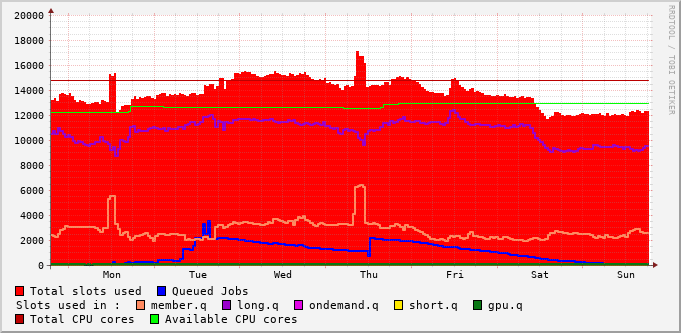 RRDTOOL / TOBI OETIKER
20000
18000
16000
14000
12000
10000
8000
6000
4000
2000
0
Mon Tue Wed Thu Fri Sat Sun
Total slots used Queued Jobs
Slots used in : member.q long.q ondemand.q short.q gpu.q
Total CPU cores Available CPU cores